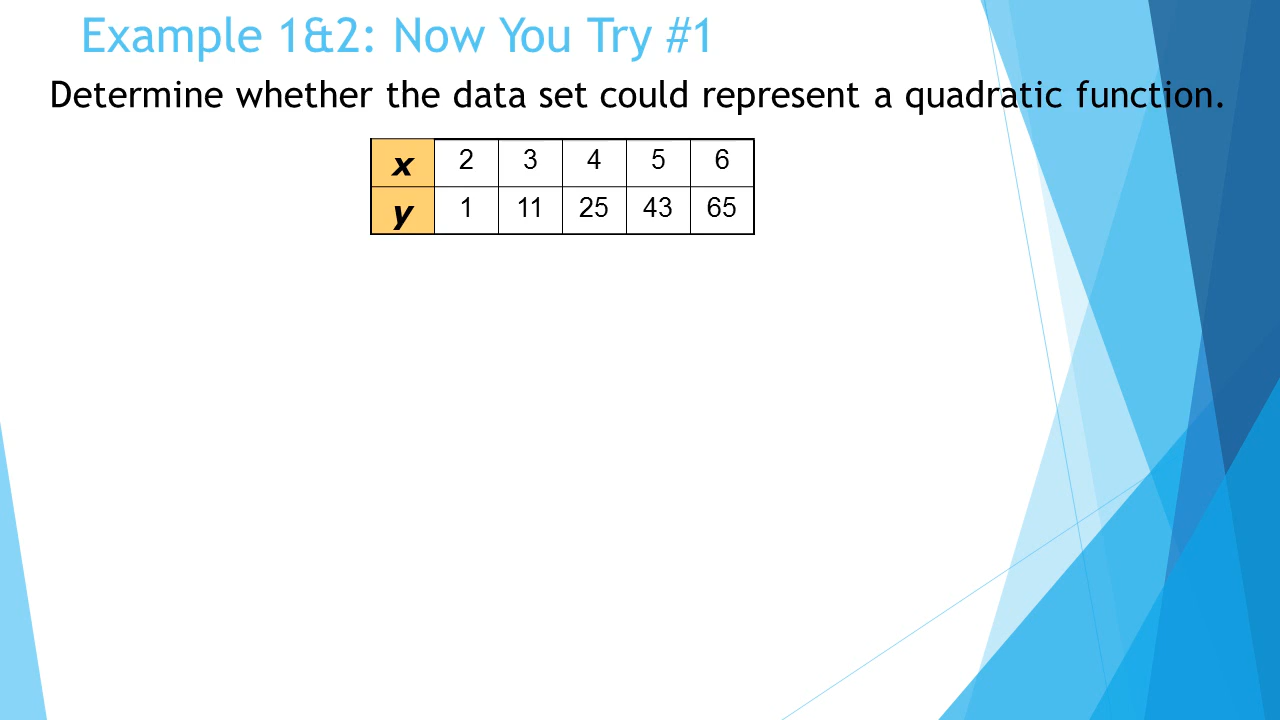 Example 1&2: Now You Try #1
Determine whether the data set could represent a quadratic function.
x 2 3 4 5 6
y 1 11 25 43 65